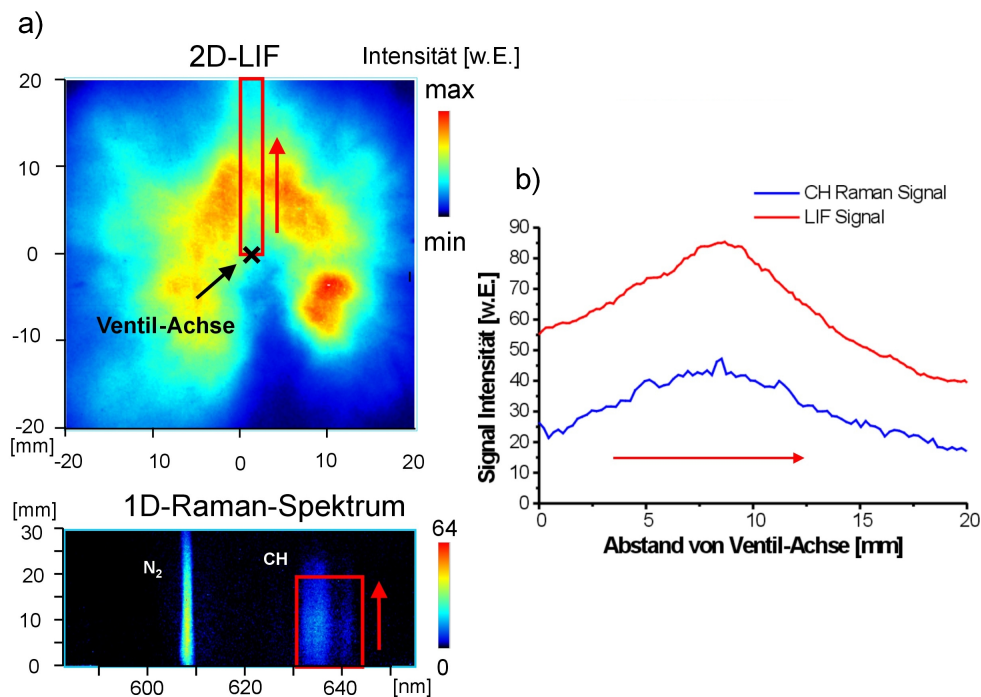 a)
2D-LIF
Intensität [w.E.]
max
min
20
10
0
-10
-20
[mm]
-20
10
0
10
20
Ventil-Achse
1D-Raman-Spektrum
[mm]
30
20
10
0
N2
CH
64
0
600
620
640
[nm]
b)
CH Raman Signal
LIF Signal
Signal Intensität [w.E.]
90
80
70
60
50
40
30
20
10
0
0
5
10
15
20
Abstand von Ventil-Achse [mm]